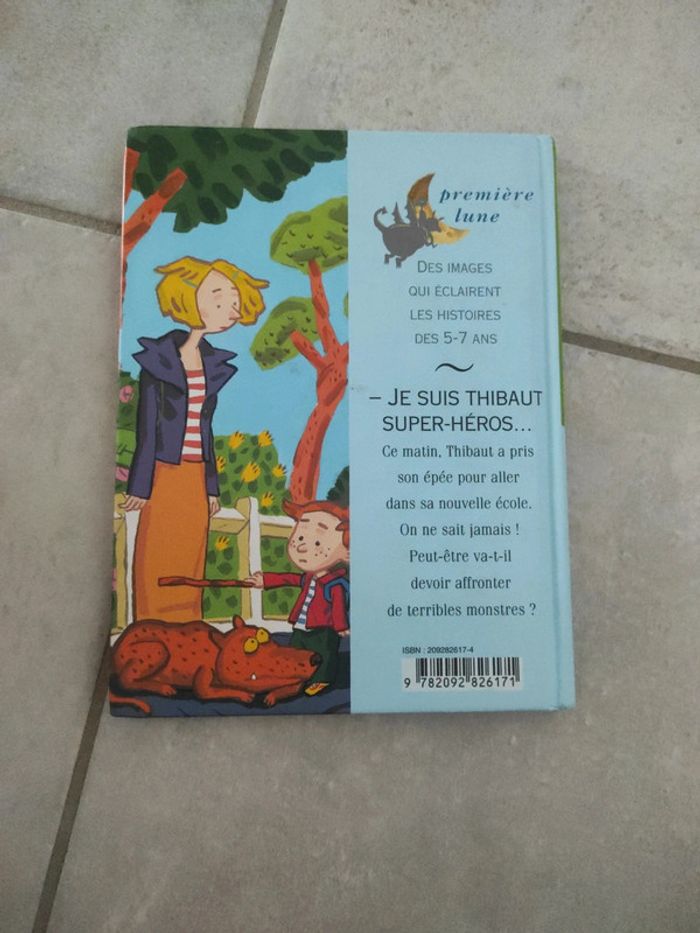 première
lune
DES IMAGES
QUI ÉCLAIRENT
LES HISTOIRES
DES 5-7 ANS
– JE SUIS THIBAUT
SUPER-HÉROS...
Ce matin, Thibaut a pris
son épée pour aller
dans sa nouvelle école.
On ne sait jamais !
Peut-être va-t-il
devoir affronter
de terribles monstres ?
ISBN : 209282617-4
9 782092 826171